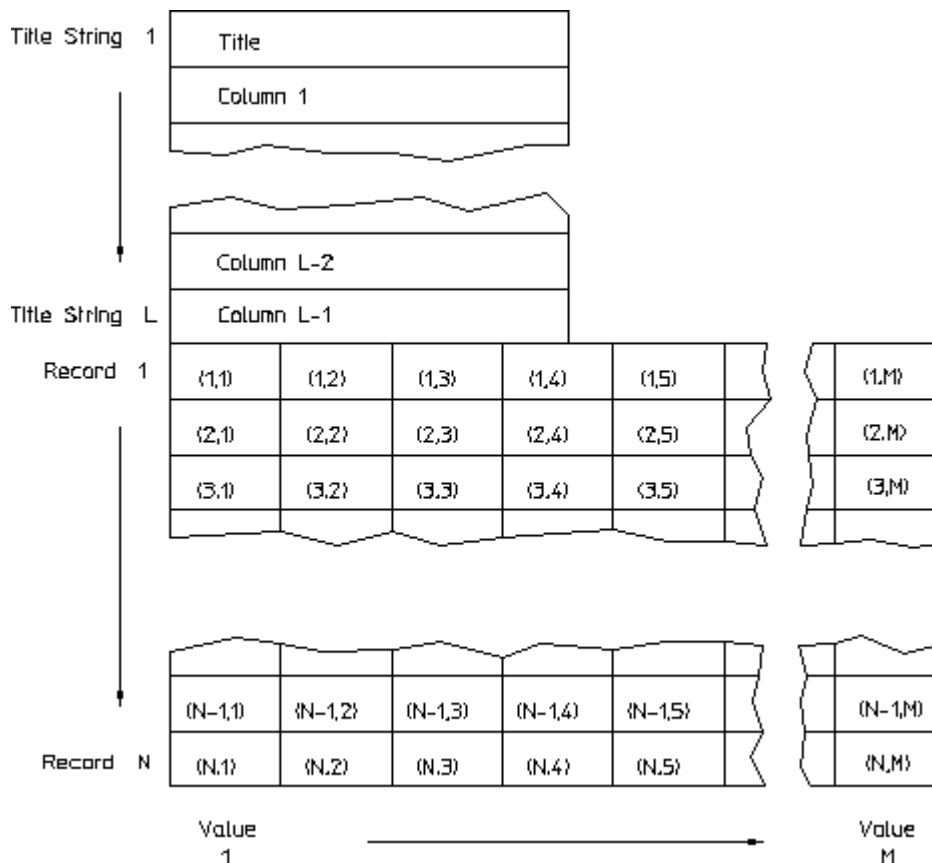 Title String 1 Title
Column 1
Column L-2
Title String L Column L-1
Record 1 (1,1) (1,2) (1,3) (1,4) (1,5) (1,M)
(2,1) (2,2) (2,3) (2,4) (2,5) (2,M)
(3,1) (3,2) (3,3) (3,4) (3,5) (3,M)
(N-1,1) (N-1,2) (N-1,3) (N-1,4) (N-1,5) (N-1,M)
Record N (N,1) (N,2) (N,3) (N,4) (N,5) (N,M)
Value Value
1 M